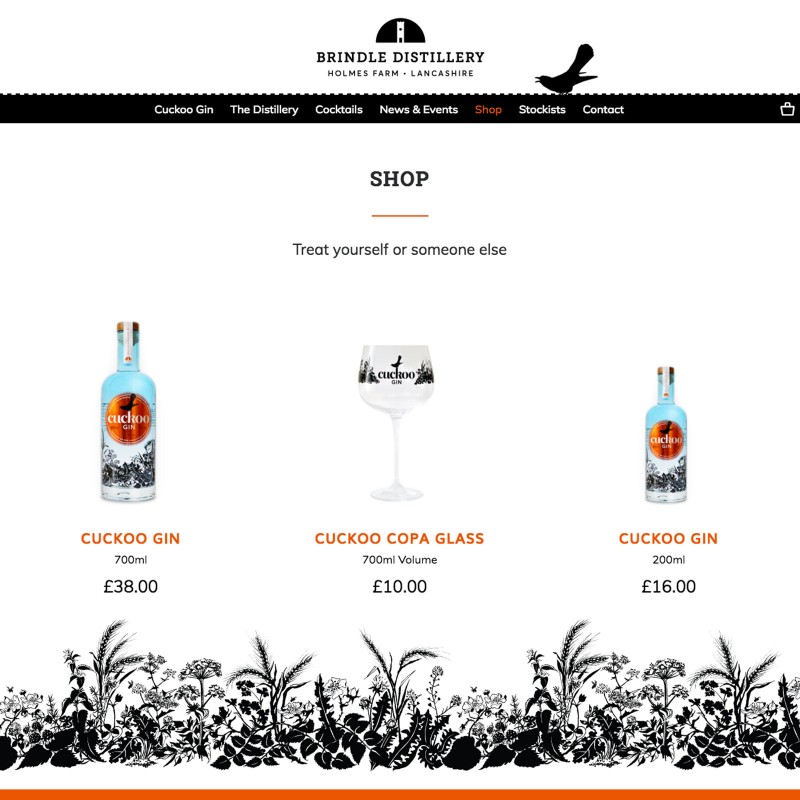 BRINDLE DISTILLERY
HOLMES FARM • LANCASHIRE
Cuckoo Gin The Distillery Cocktails News & Events Shop Stockists Contact
SHOP
Treat yourself or someone else
cuckoo
GIN
cuckoo
GIN
cuckoo
GIN
CUCKOO GIN
700ml
£38.00
CUCKOO COPA GLASS
700ml Volume
£10.00
CUCKOO GIN
200ml
£16.00